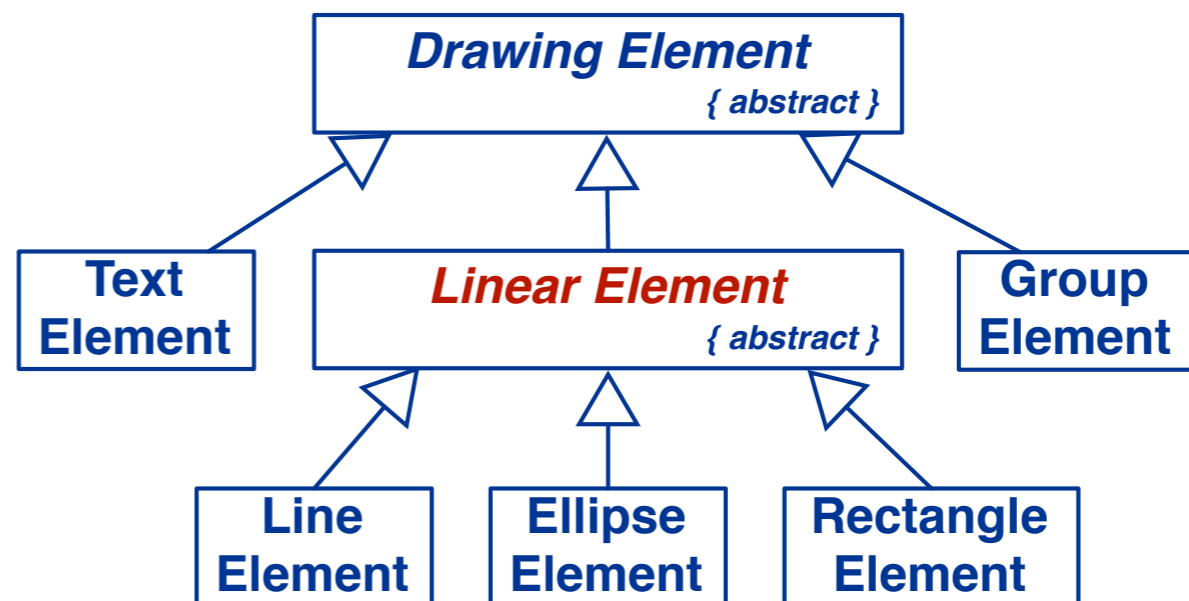 Drawing Element
{ abstract }
Text
Element
Linear Element
{ abstract }
Group
Element
Line
Element
Ellipse
Element
Rectangle
Element